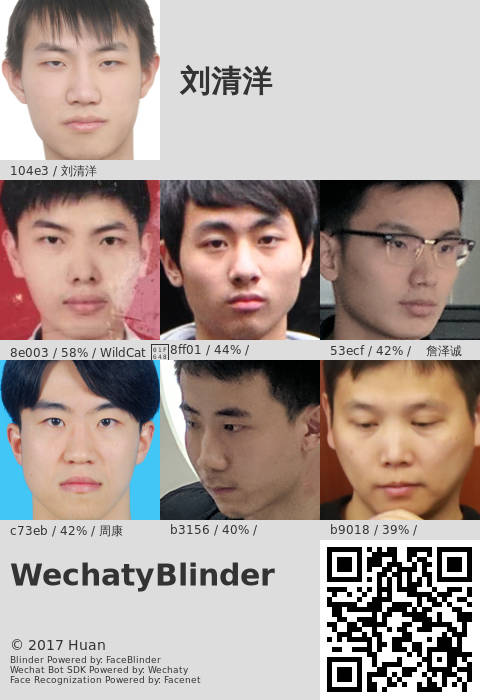 刘清洋
104e3 / 刘清洋
8e003 / 58% / WildCat 01F648
8ff01 / 44% /
53ecf / 42% / 詹泽诚
c73eb / 42% / 周康
b3156 / 40% /
b9018 / 39% /
WechatyBlinder
© 2017 Huan
Blinder Powered by: FaceBlinder
Wechat Bot SDK Powered by: Wechaty
Face Recognization Powered by: Facenet